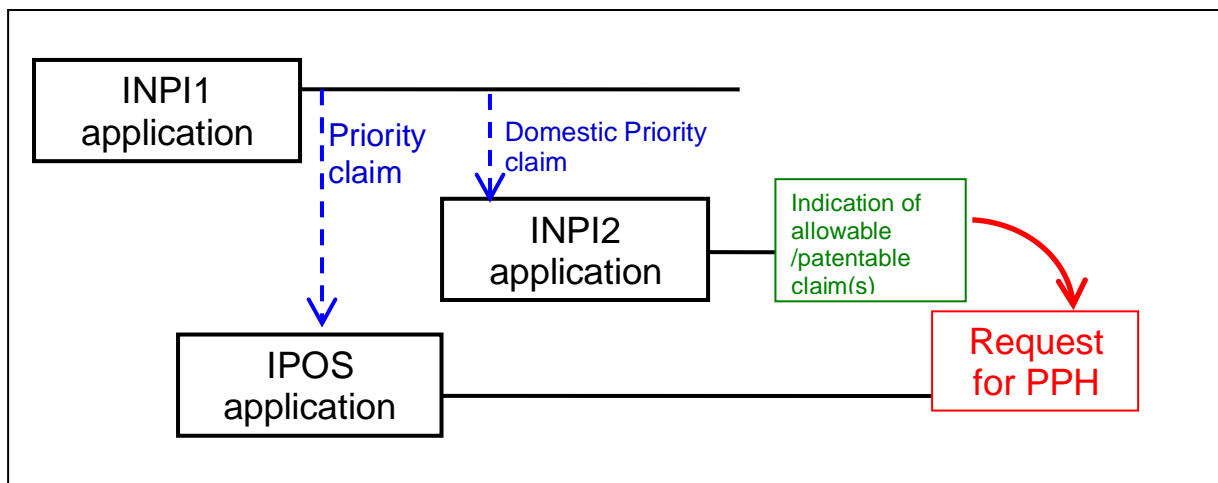 INPI1
application
Priority
claim
Domestic Priority
claim
INPI2
application
Indication of
allowable
/patentable
claim(s)
IPOS
application
Request
for PPH